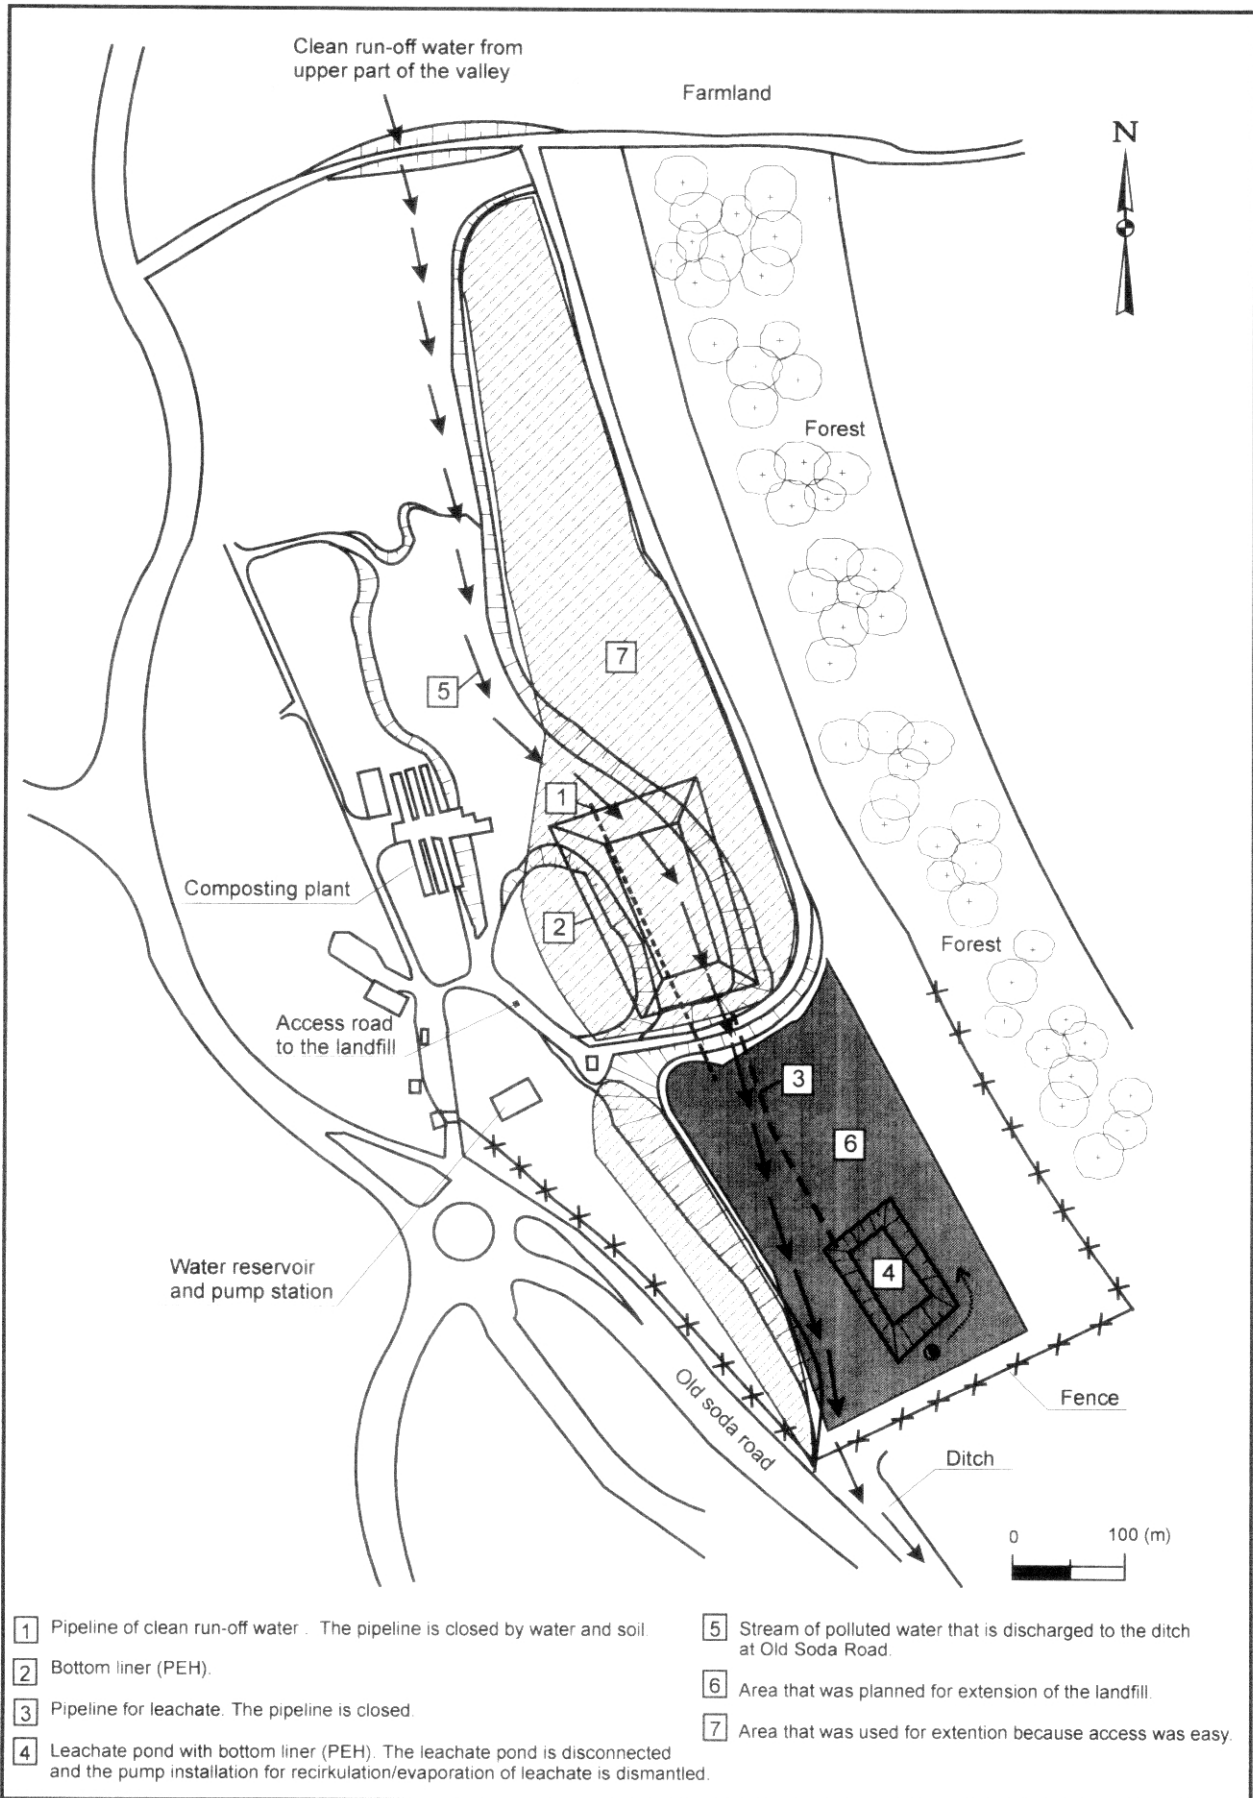 Clean run-off water from
upper part of the valley
Farmland
N
Forest
7
5
1
Composting plant
2
Forest
Access road
to the landfill
3
6
Water reservoir
and pump station
4
Old soda road
Fence
Ditch
0 100 (m)
1 Pipeline of clean run-off water . The pipeline is closed by water and soil.
2 Bottom liner (PEH).
3 Pipeline for leachate. The pipeline is closed.
4 Leachate pond with bottom liner (PEH). The leachate pond is disconnected
and the pump installation for recirkulation/evaporation of leachate is dismantled.
5 Stream of polluted water that is discharged to the ditch
at Old Soda Road.
6 Area that was planned for extension of the landfill.
7 Area that was used for extention because access was easy.